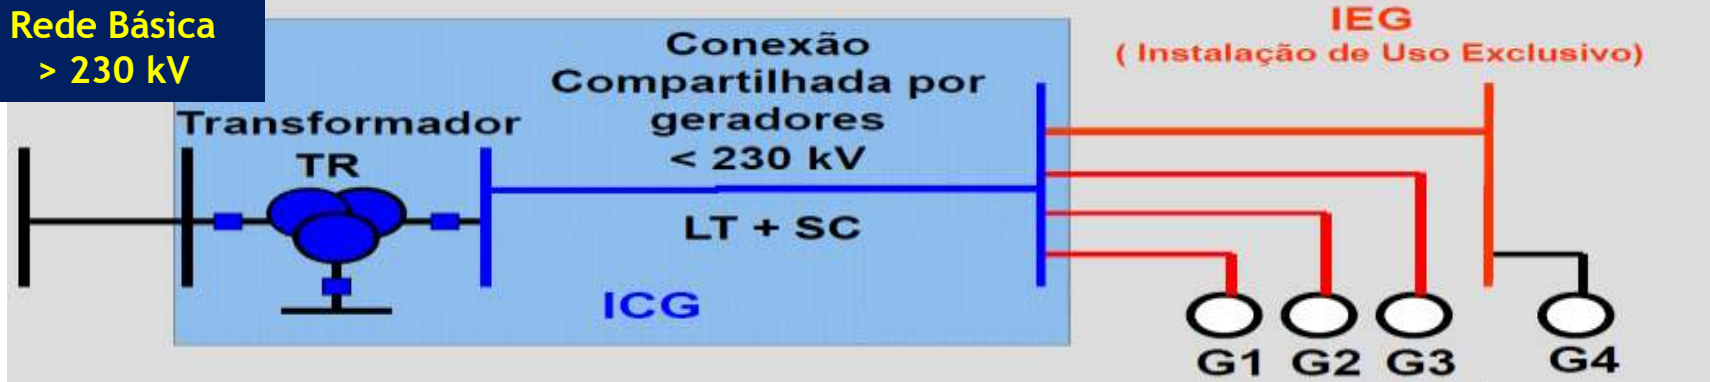 Rede Básica
> 230 kV
Transformador
TR
Conexão
Compartilhada por
geradores
< 230 kV
LT + SC
ICG
IEG
( Instalação de Uso Exclusivo)
G1 G2 G3 G4